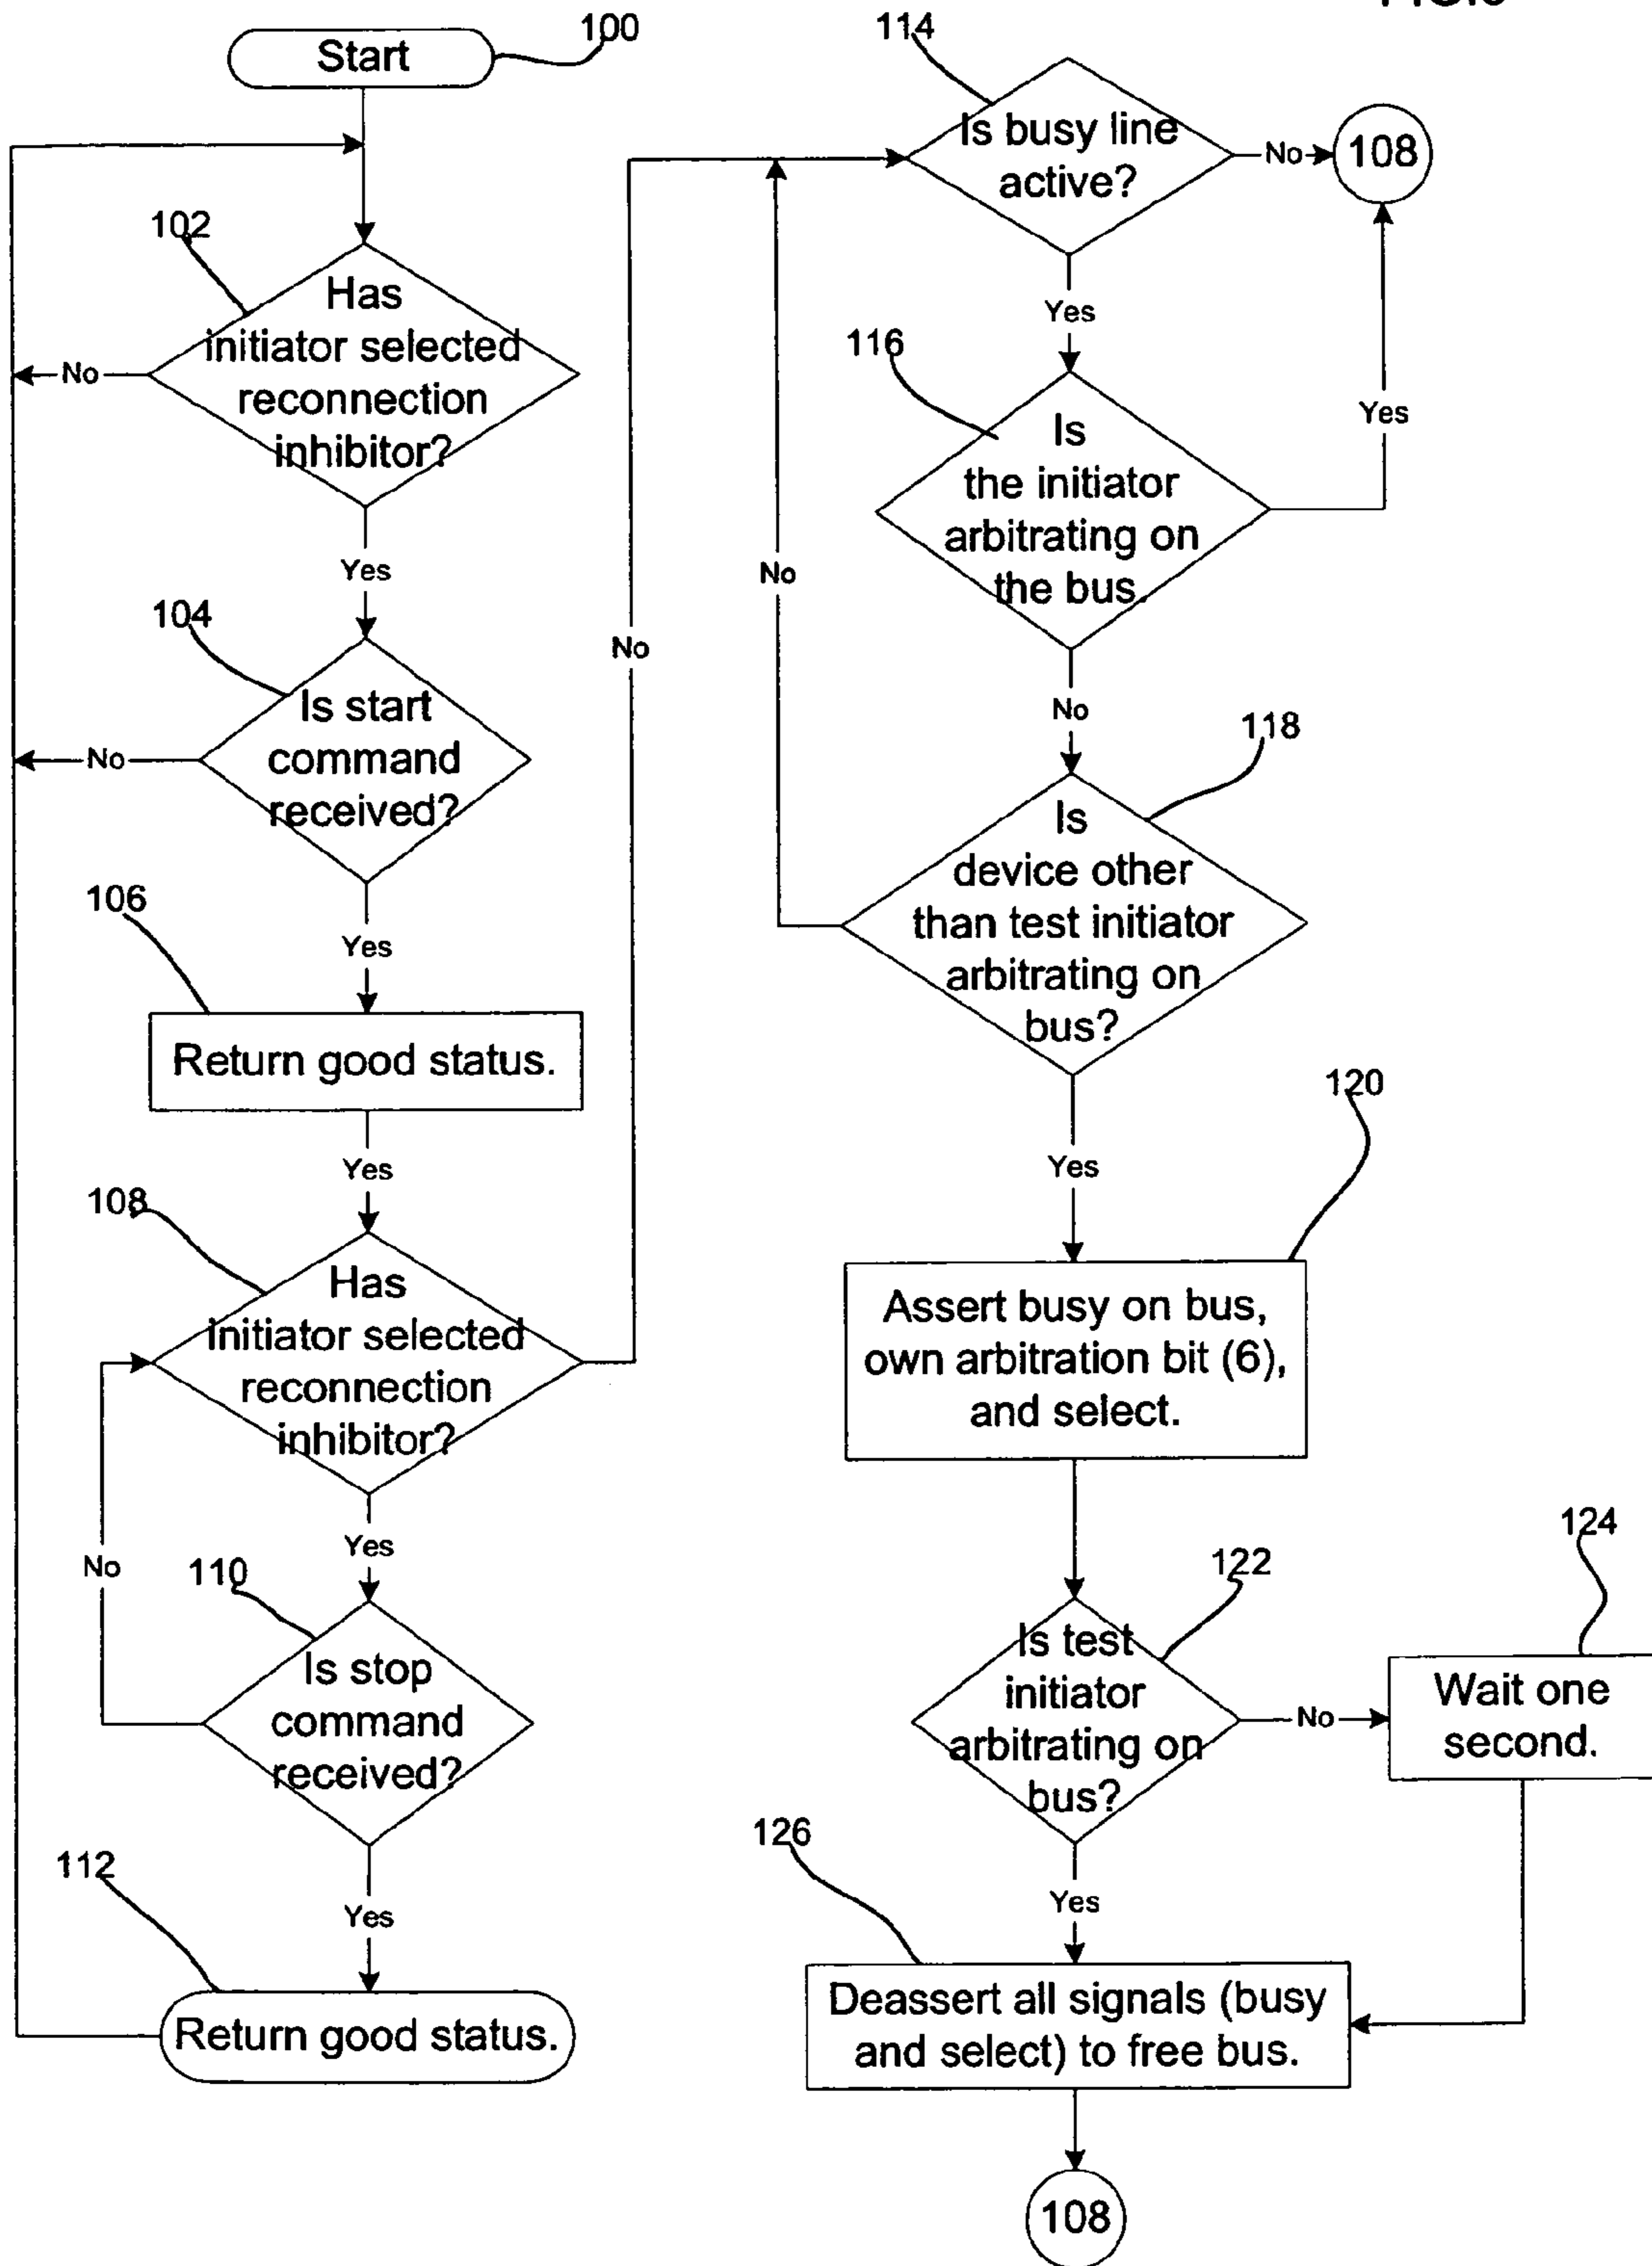 Start
100
102
Has
initiator selected
reconnection
inhibitor?
No
Yes
104
Is start
command
received?
No
Yes
106
Return good status.
Yes
108
Has
initiator selected
reconnection
inhibitor?
No
Yes
110
Is stop
command
received?
No
Yes
112
Return good status.
114
Is busy line
active?
No
108
Yes
116
Is
the initiator
arbitrating on
the bus.
Yes
No
118
Is
device other
than test initiator
arbitrating on
bus?
No
Yes
120
Assert busy on bus,
own arbitration bit (6),
and select.
122
Is test
initiator
arbitrating on
bus?
No
124
Wait one
second.
Yes
126
Deassert all signals (busy
and select) to free bus.
108